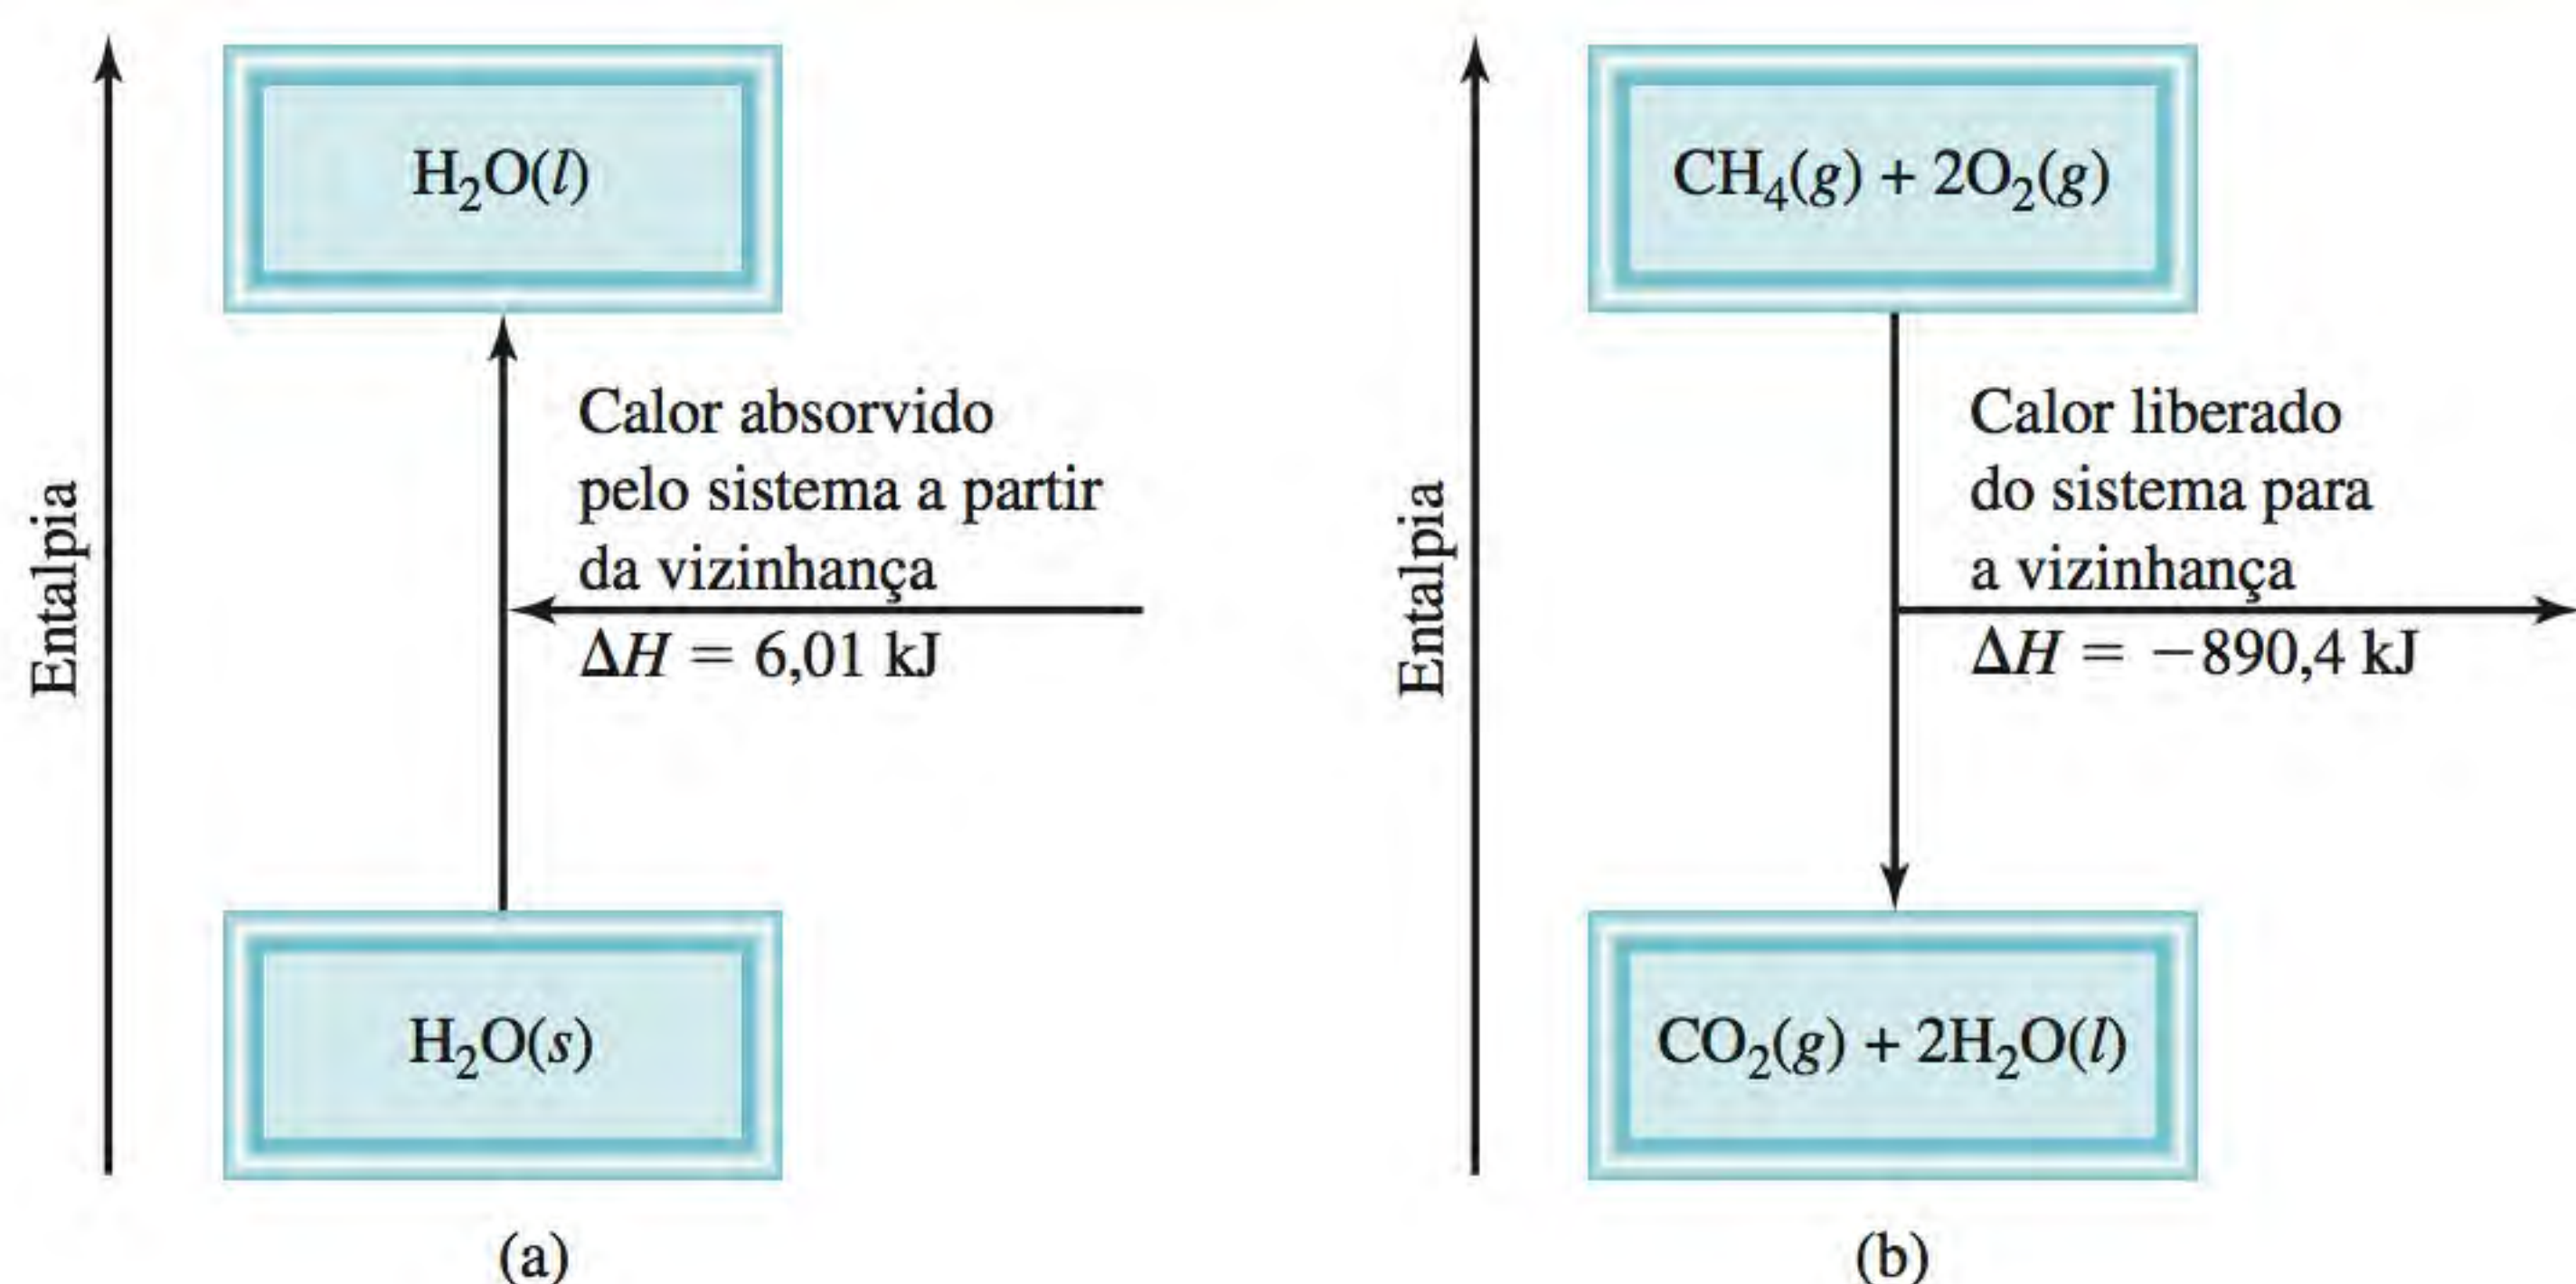 Entalpia
H₂O(l)
Calor absorvido
pelo sistema a partir
da vizinhança
ΔH = 6,01 kJ
H₂O(s)
(a)
Entalpia
CH₄(g) + 2O₂(g)
Calor liberado
do sistema para
a vizinhança
ΔH = −890,4 kJ
CO₂(g) + 2H₂O(l)
(b)